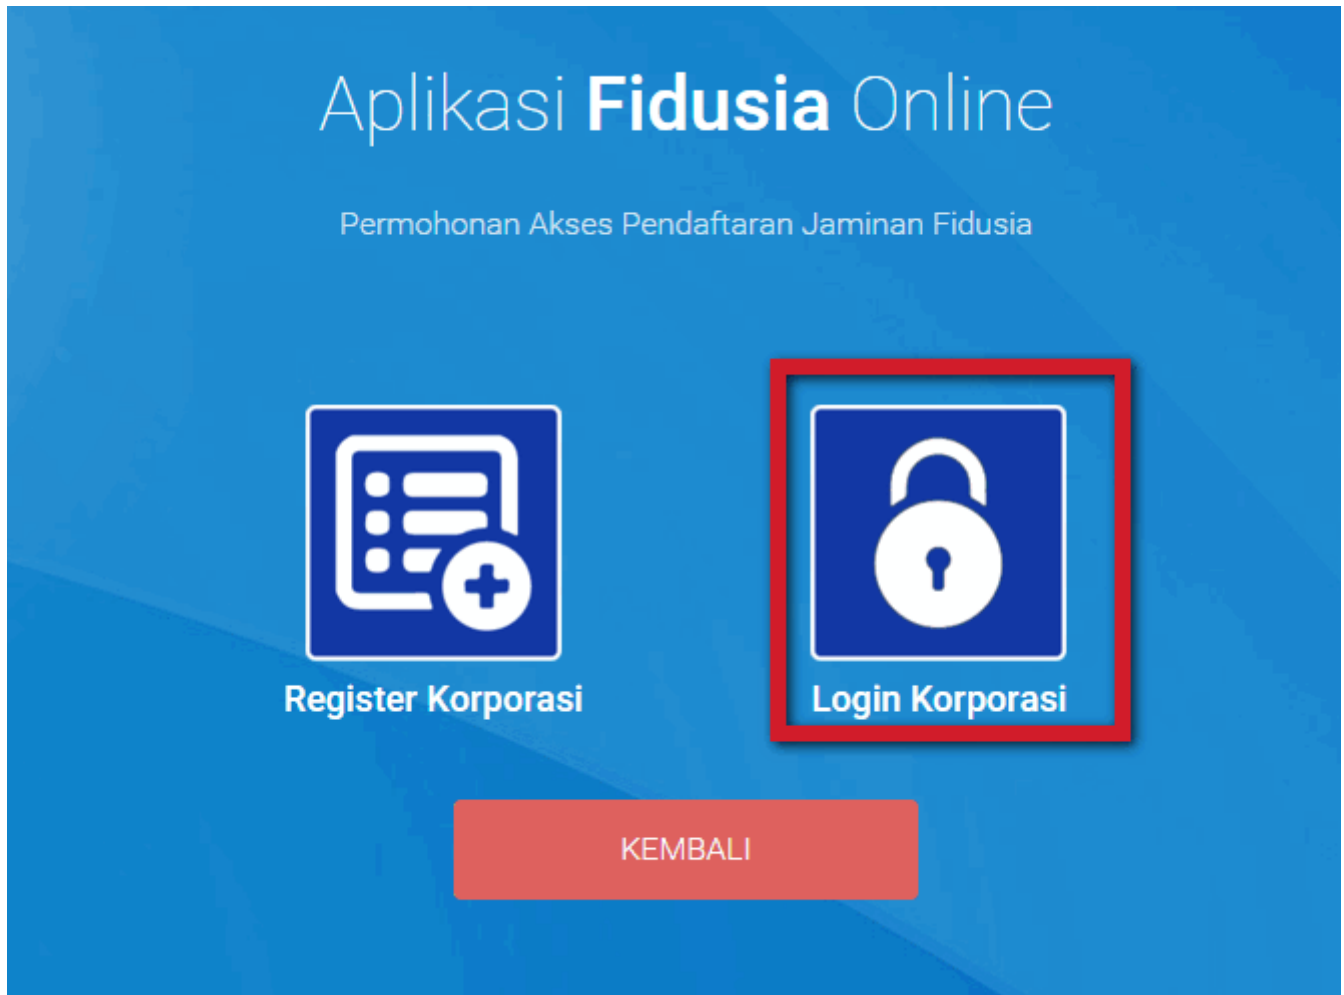 Aplikasi Fidusia Online
Permohonan Akses Pendaftaran Jaminan Fidusia
Register Korporasi
Login Korporasi
KEMBALI